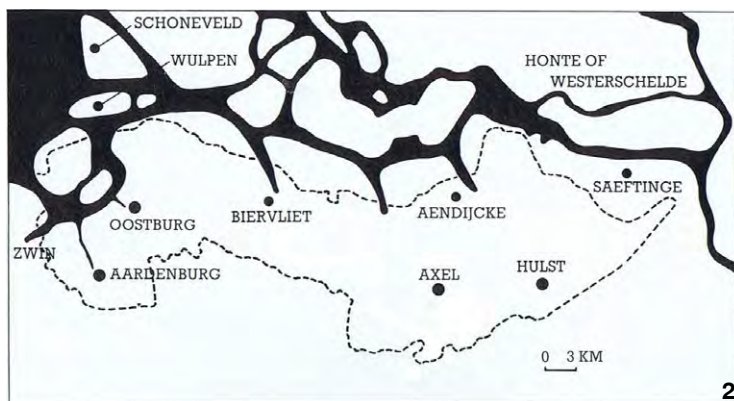 SCHONEVELD
WULPEN
HONTE OF
WESTERSCHELDE
SAEFTINGE
OOSTBURG
BIERVLIET
AENDIJCKE
ZWIN
AARDENBURG
AXEL
HULST
0 3 KM
2